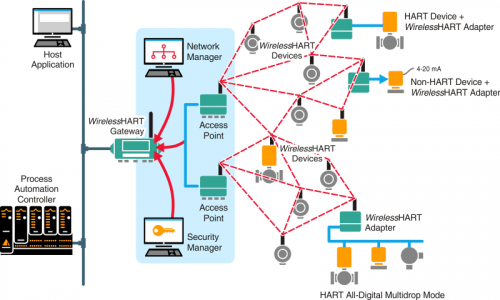 Host
Application
Network
Manager
WirelessHART
Devices
HART Device +
WirelessHART Adapter
4-20 mA
Non-HART Device +
WirelessHART Adapter
WirelessHART
Gateway
Access
Point
WirelessHART
Devices
Process
Automation
Controller
Access
Point
Security
Manager
WirelessHART
Adapter
HART All-Digital Multidrop Mode